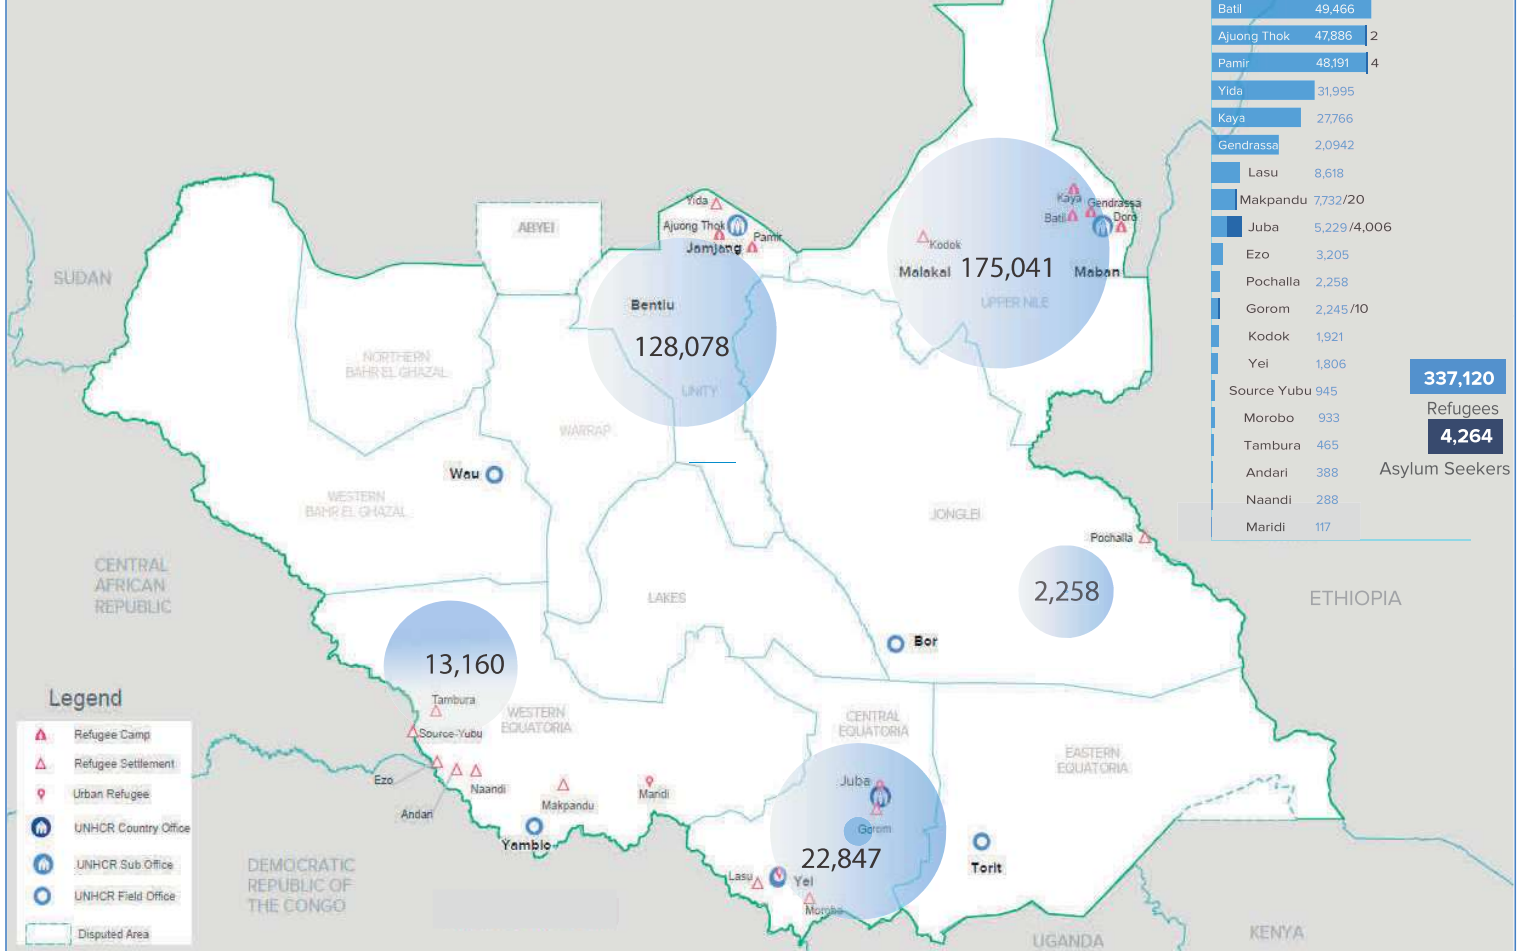 Batil 49,466
Ajuong Thok 47,886 2
Pamir 48,191 4
Yida 31,995
Kaya 27,766
Gendrassa 2,0942
Lasu 8,618
Makpandu 7,732/20
Juba 5,229/4,006
Ezo 3,205
Pochalla 2,258
Gorom 2,245/10
Kodok 1,921
Yei 1,806
Source Yubu 945
Morobo 933
Tambura 465
Andari 388
Naandi 288
Maridi 117
337,120
Refugees
4,264
Asylum Seekers
SUDAN
ABYEI
Yida
Ajuong Thok
Pamir
Jamjang
Bentiu
128,078
UNITY
Kaya
Gendrassa
Batil
Doro
Kodok
Malakal
175,041
Maban
UPPER NILE
NORTHERN
BAHR EL GHAZAL
WARRAP
Wau
WESTERN
BAHR EL GHAZAL
JONGLEI
Pochalla
CENTRAL
AFRICAN
REPUBLIC
LAKES
2,258
ETHIOPIA
Bor
13,160
Tambura
Source-Yubu
WESTERN
EQUATORIA
CENTRAL
EQUATORIA
EASTERN
EQUATORIA
Ezo
Andari
Naandi
Makpandu
Maridi
Yambio
Juba
Gorom
22,847
Lasu
Yei
Morobo
Torit
DEMOCRATIC
REPUBLIC OF
THE CONGO
UGANDA
KENYA
Legend
Refugee Camp
Refugee Settlement
Urban Refugee
UNHCR Country Office
UNHCR Sub Office
UNHCR Field Office
Disputed Area